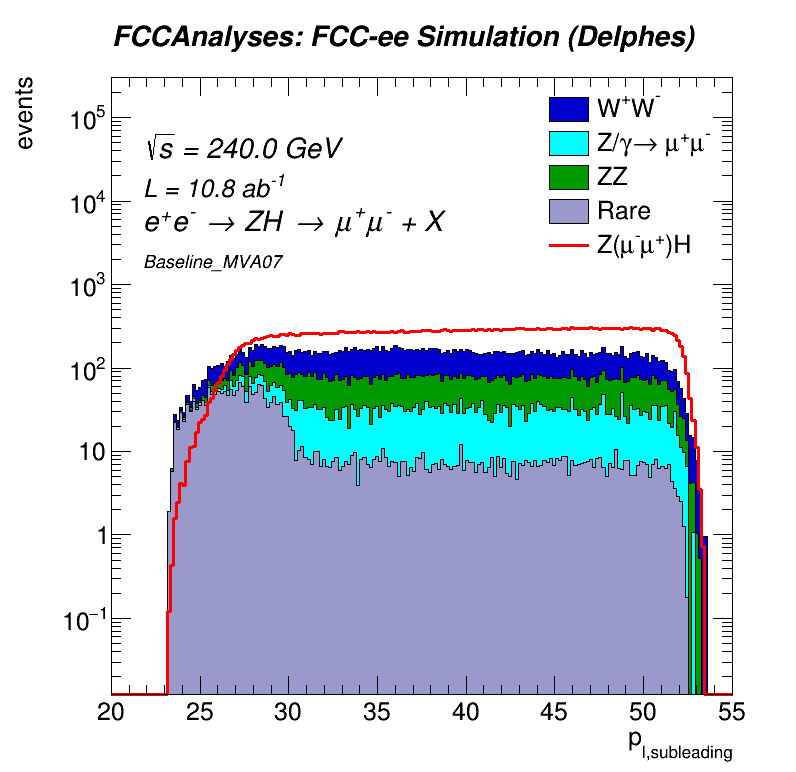 FCCAnalyses: FCC-ee Simulation (Delphes)
events
10⁵
10⁴
10³
10²
10
1
10⁻¹
√s = 240.0 GeV
L = 10.8 ab⁻¹
e⁺e⁻ → ZH → μ⁺μ⁻ + X
Baseline_MVA07
W⁺W⁻
Z/γ→ μ⁺μ⁻
ZZ
Rare
Z(μ⁻μ⁺)H
20 25 30 35 40 45 50 55
p_l,subleading